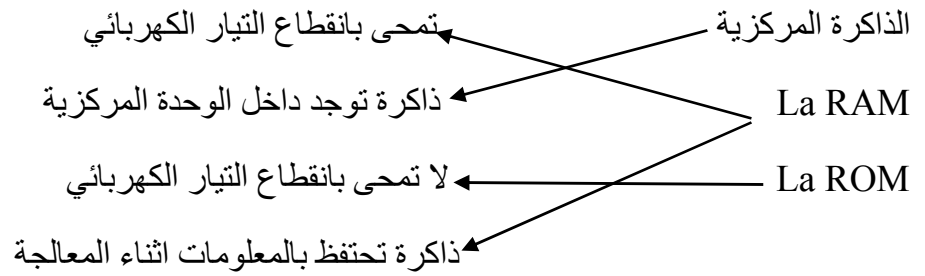 الذاكرة المركزية تمحى بانقطاع التيار الكهربائي
La RAM ذاكرة توجد داخل الوحدة المركزية
La ROM لا تمحى بانقطاع التيار الكهربائي
ذاكرة تحتفظ بالمعلومات اثناء المعالجة